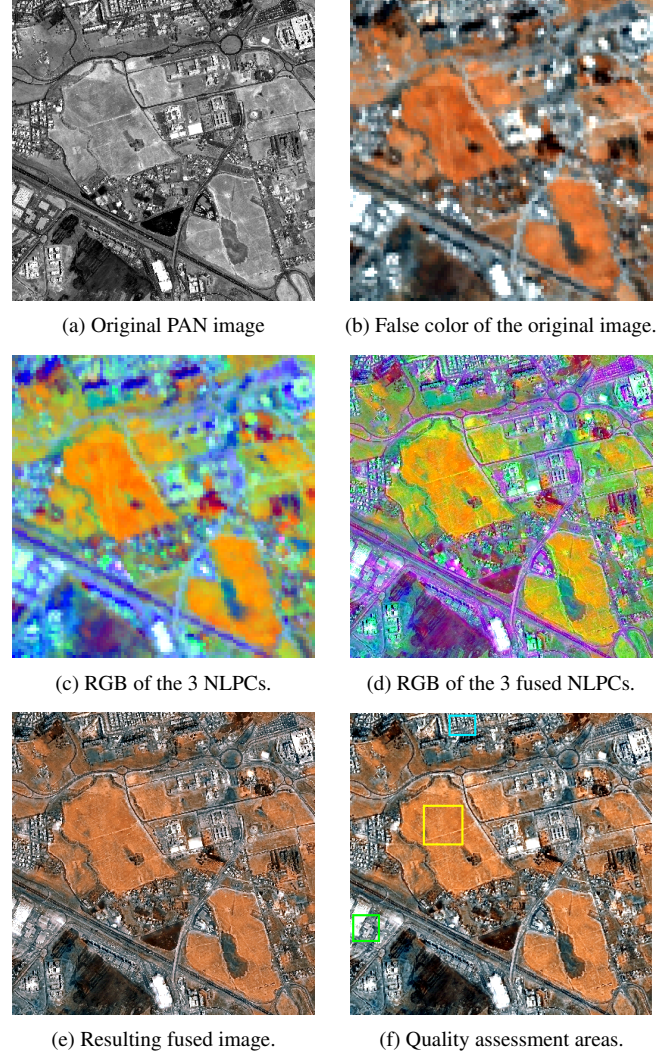 (a) Original PAN image
(b) False color of the original image.
(c) RGB of the 3 NLPCs.
(d) RGB of the 3 fused NLPCs.
(e) Resulting fused image.
(f) Quality assessment areas.